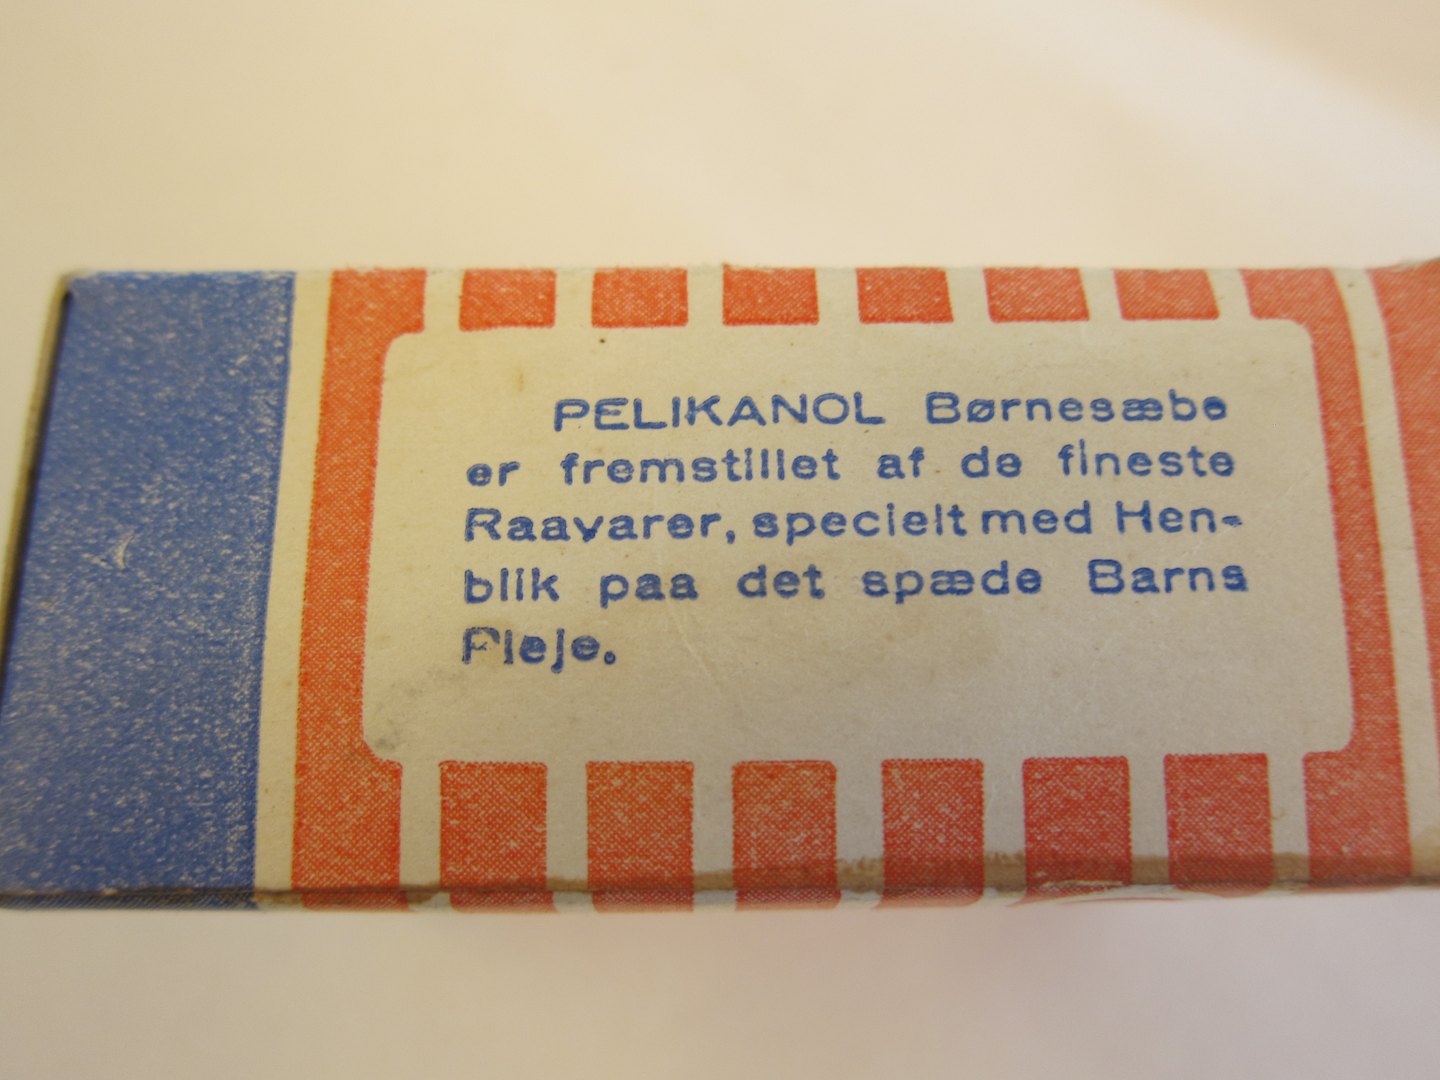 PELIKANOL Børnesæbe
er fremstillet af de fineste
Raavarer, specielt med Hen-
blik paa det spæde Barns
Pleje.